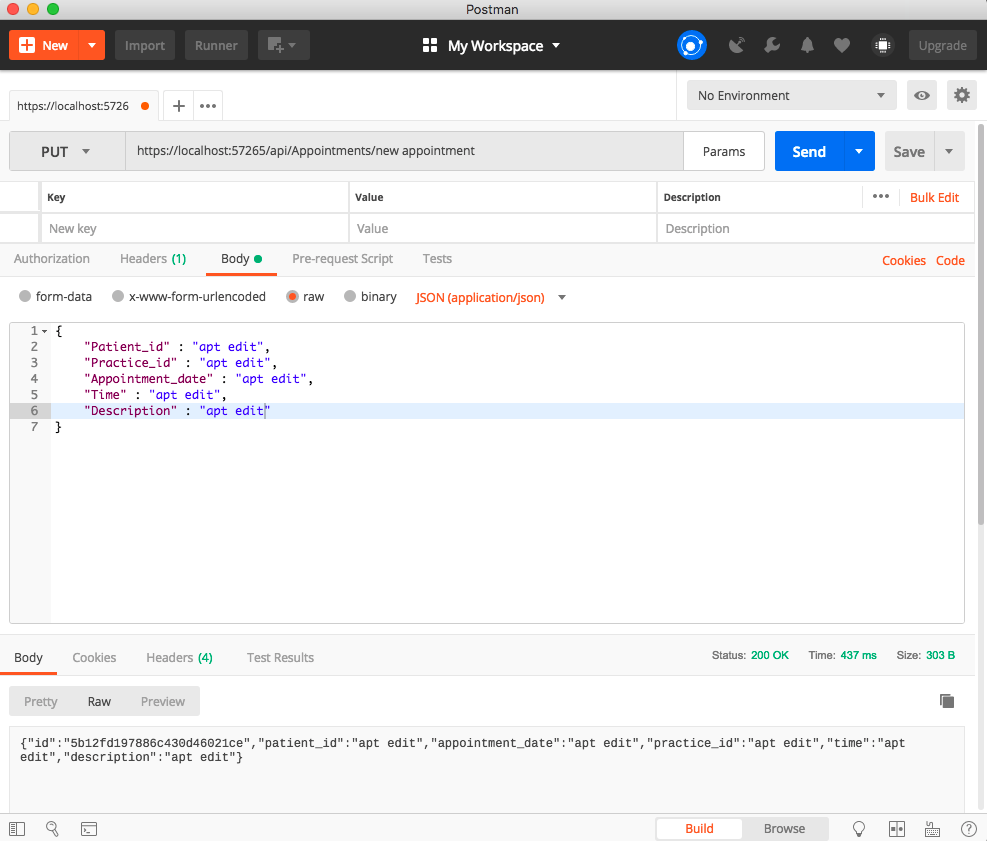 Postman
New
Import
Runner
My Workspace
Upgrade
https://localhost:5726
No Environment
PUT
https://localhost:57265/api/Appointments/new appointment
Params
Send
Save
Key Value Description
Bulk Edit
New key Value Description
Authorization Headers (1) Body Pre-request Script Tests
Cookies Code
form-data x-www-form-urlencoded raw binary JSON (application/json)
1 {
2 "Patient_id" : "apt edit",
3 "Practice_id" : "apt edit",
4 "Appointment_date" : "apt edit",
5 "Time" : "apt edit",
6 "Description" : "apt edit"
7 }
Body Cookies Headers (4) Test Results
Status: 200 OK Time: 437 ms Size: 303 B
Pretty Raw Preview
{"id":"5b12fd197886c430d46021ce","patient_id":"apt edit","appointment_date":"apt edit","practice_id":"apt edit","time":"apt
edit","description":"apt edit"}
Build Browse